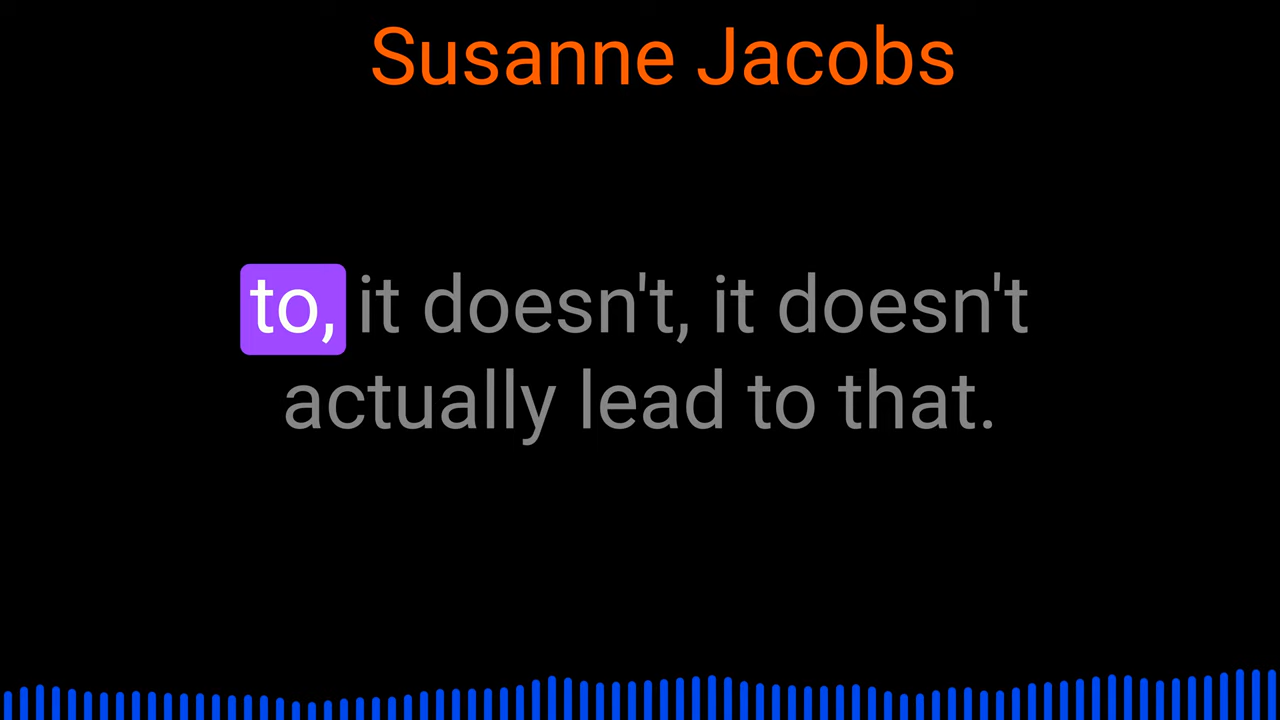 Susanne Jacobs
to, it doesn't, it doesn't
actually lead to that.